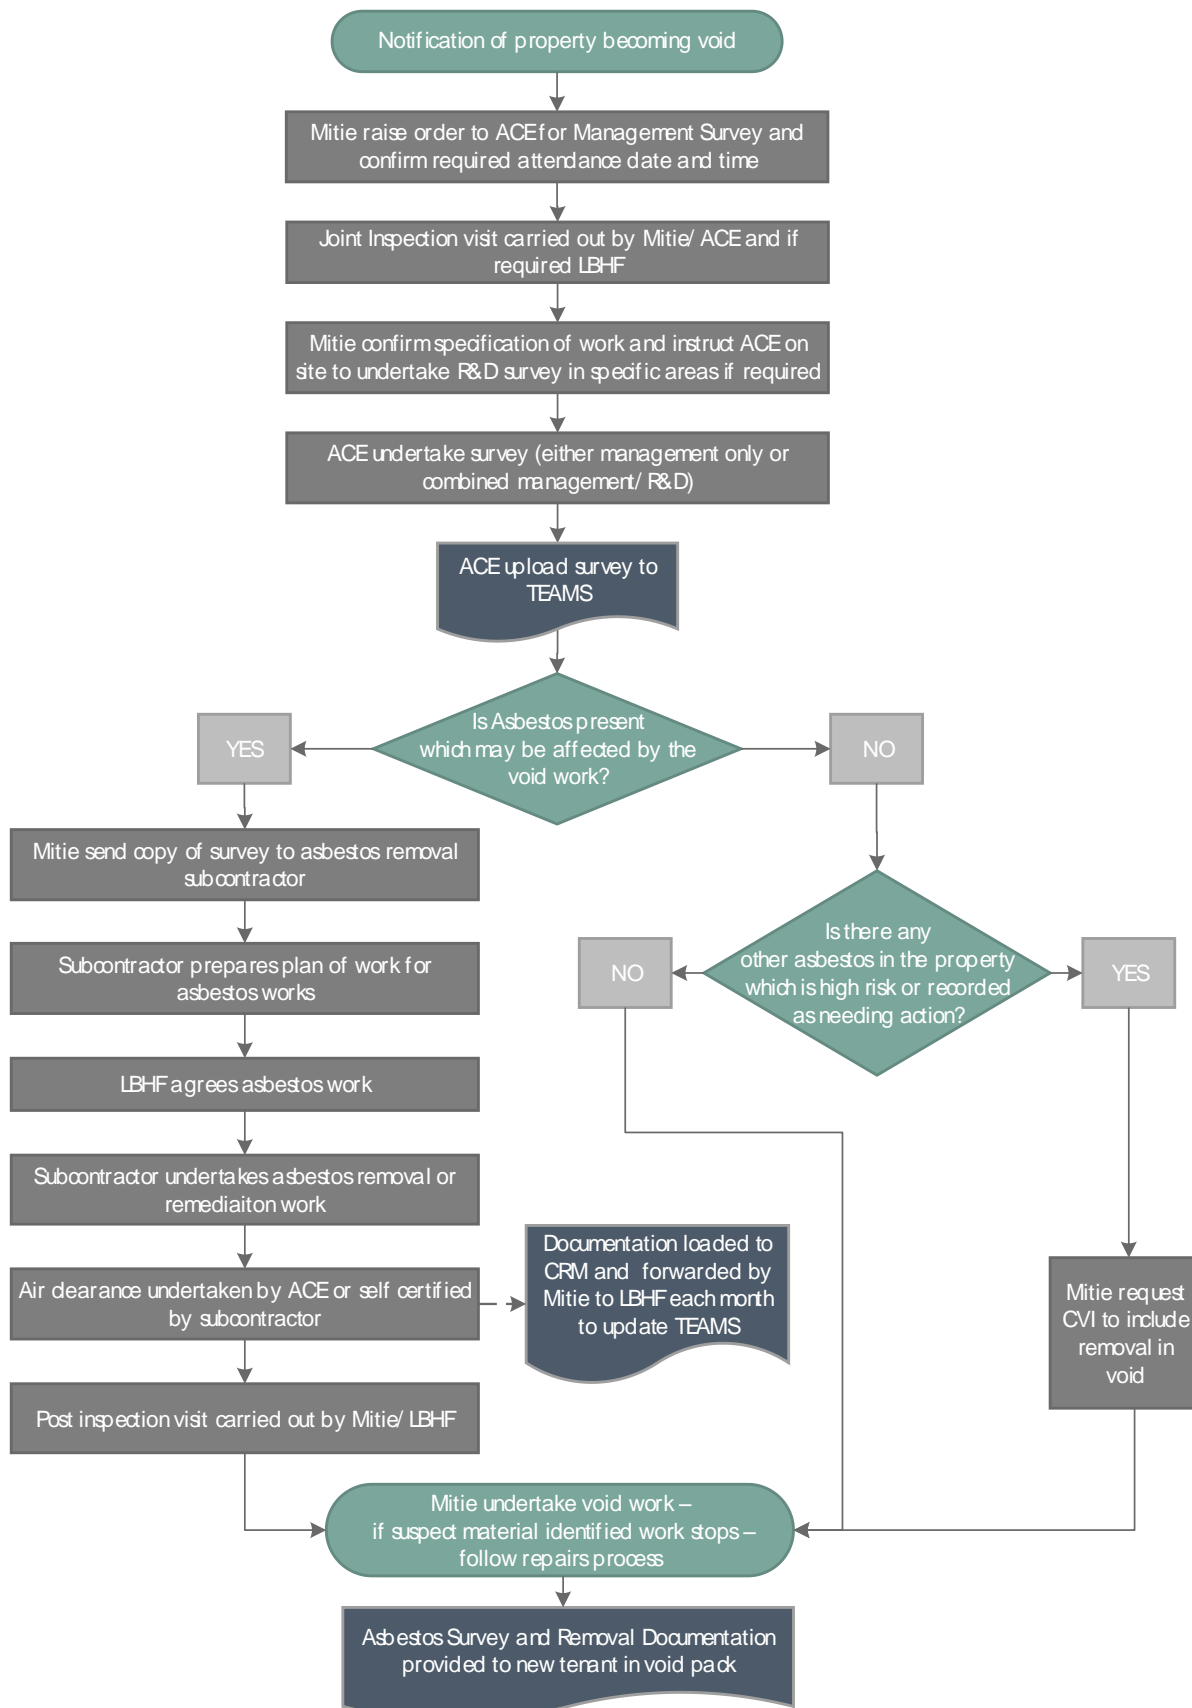 Notification of property becoming void
Mitie raise order to ACE for Management Survey and
confirm required attendance date and time
Joint Inspection visit carried out by Mitie/ ACE and if
required LBHF
Mitie confirm specification of work and instruct ACE on
site to undertake R&D survey in specific areas if required
ACE undertake survey (either management only or
combined management/ R&D)
ACE upload survey to
TEAMS
Is Asbestos present
which may be affected by the
void work?
YES
NO
Mitie send copy of survey to asbestos removal
subcontractor
Subcontractor prepares plan of work for
asbestos works
LBHF agrees asbestos work
Subcontractor undertakes asbestos removal or
remediaiton work
Air clearance undertaken by ACE or self certified
by subcontractor
Documentation loaded to
CRM and forwarded by
Mitie to LBHF each month
to update TEAMS
Post inspection visit carried out by Mitie/ LBHF
Is there any
other asbestos in the property
which is high risk or recorded
as needing action?
NO
YES
Mitie request
CVI to include
removal in
void
Mitie undertake void work –
if suspect material identified work stops –
follow repairs process
Asbestos Survey and Removal Documentation
provided to new tenant in void pack